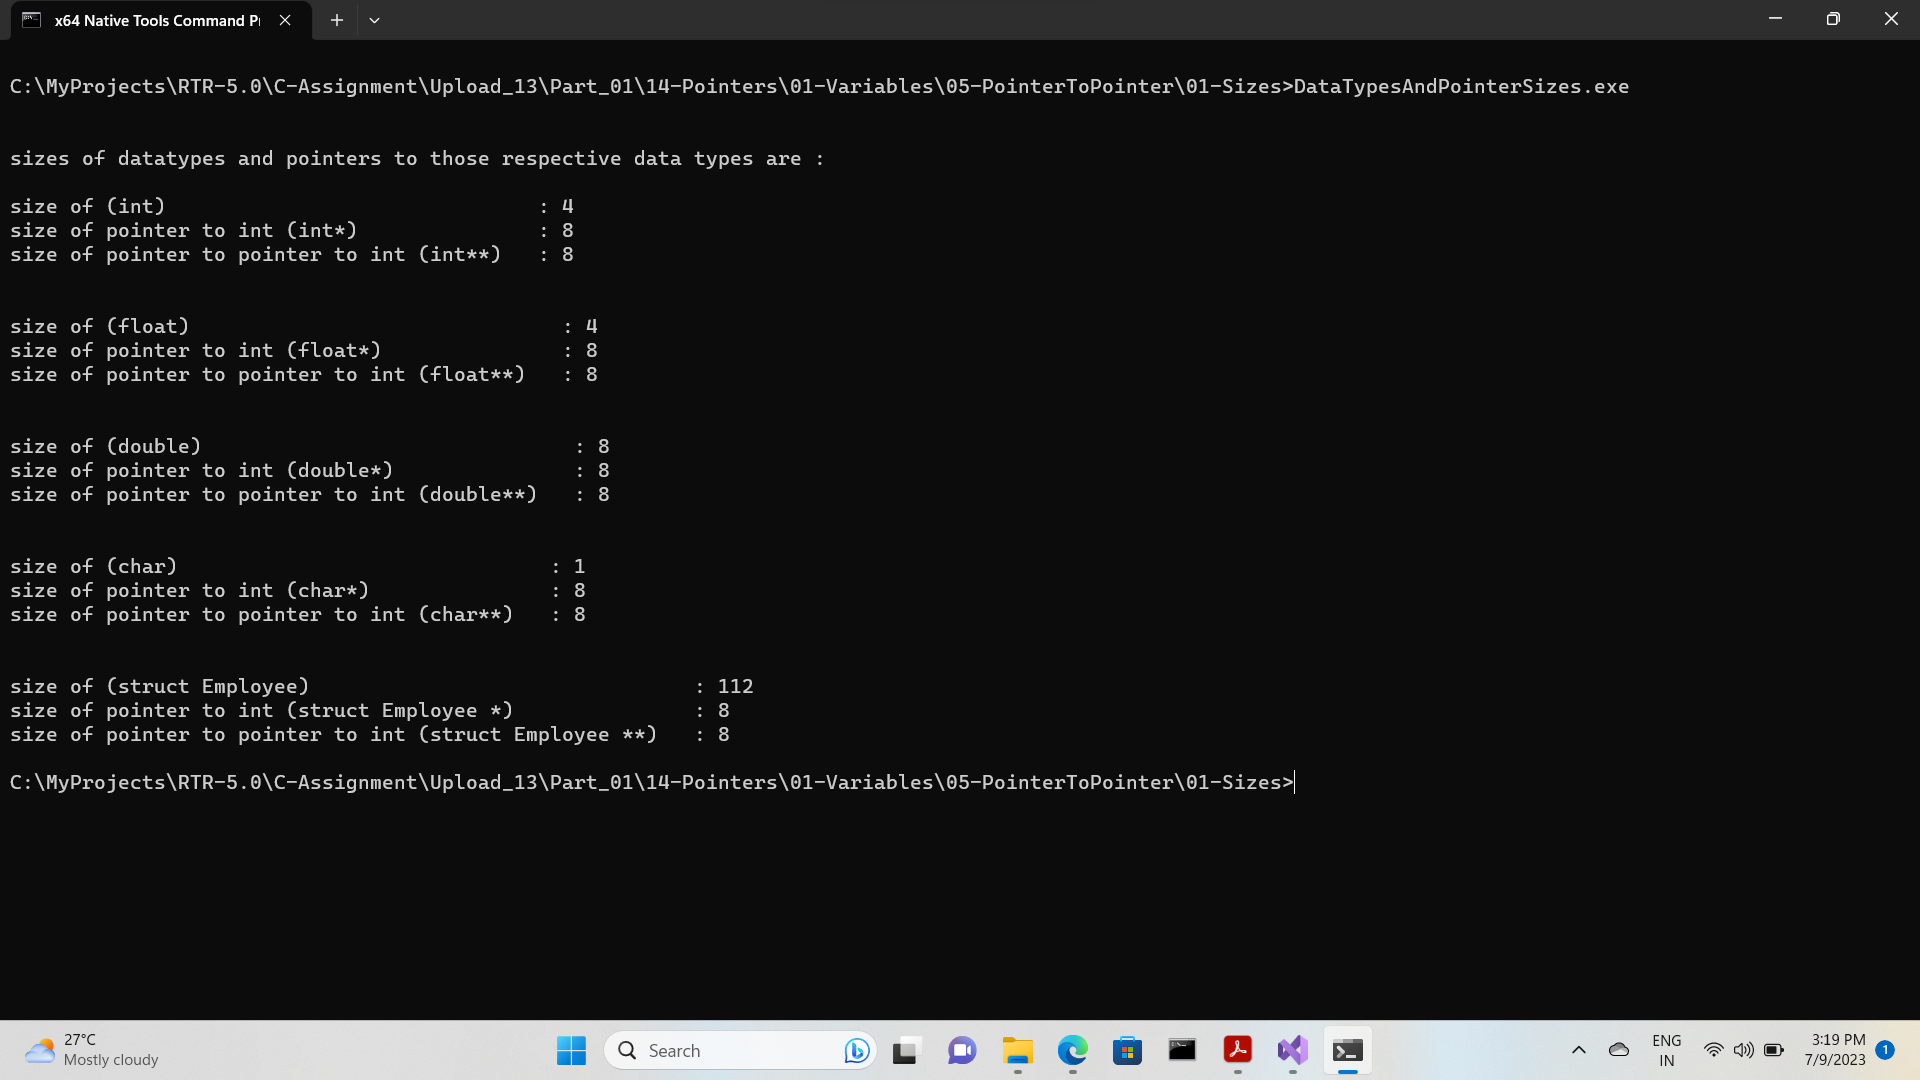 x64 Native Tools Command P
C:\MyProjects\RTR-5.0\C-Assignment\Upload_13\Part_01\14-Pointers\01-Variables\05-PointerToPointer\01-Sizes>DataTypesAndPointerSizes.exe
sizes of datatypes and pointers to those respective data types are :
size of (int) : 4
size of pointer to int (int*) : 8
size of pointer to pointer to int (int**) : 8
size of (float) : 4
size of pointer to int (float*) : 8
size of pointer to pointer to int (float**) : 8
size of (double) : 8
size of pointer to int (double*) : 8
size of pointer to pointer to int (double**) : 8
size of (char) : 1
size of pointer to int (char*) : 8
size of pointer to pointer to int (char**) : 8
size of (struct Employee) : 112
size of pointer to int (struct Employee *) : 8
size of pointer to pointer to int (struct Employee **) : 8
C:\MyProjects\RTR-5.0\C-Assignment\Upload_13\Part_01\14-Pointers\01-Variables\05-PointerToPointer\01-Sizes>
27°C
Mostly cloudy
Search
ENG
IN
3:19 PM
7/9/2023
1